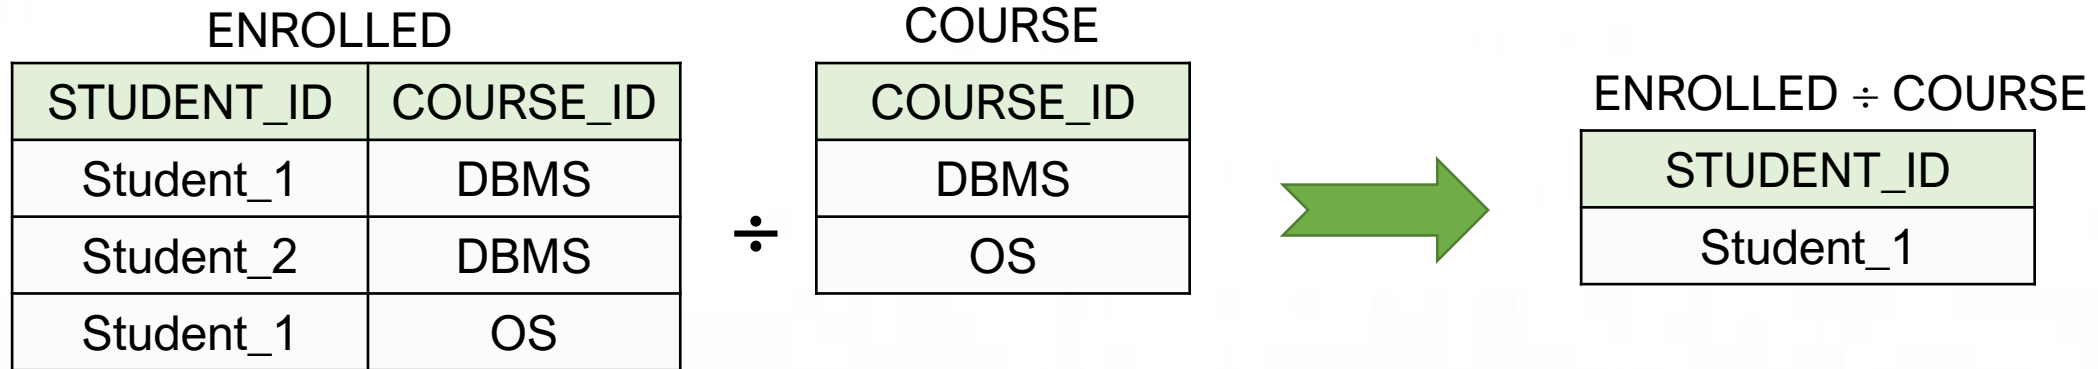 ENROLLED
STUDENT_ID COURSE_ID
Student_1 DBMS
Student_2 DBMS
Student_1 OS
÷
COURSE
COURSE_ID
DBMS
OS
ENROLLED ÷ COURSE
STUDENT_ID
Student_1